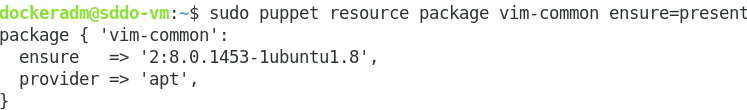 dockeradm@sddo-vm:~$ sudo puppet resource package vim-common ensure=present
package { 'vim-common':
  ensure   => '2:8.0.1453-1ubuntu1.8',
  provider => 'apt',
}